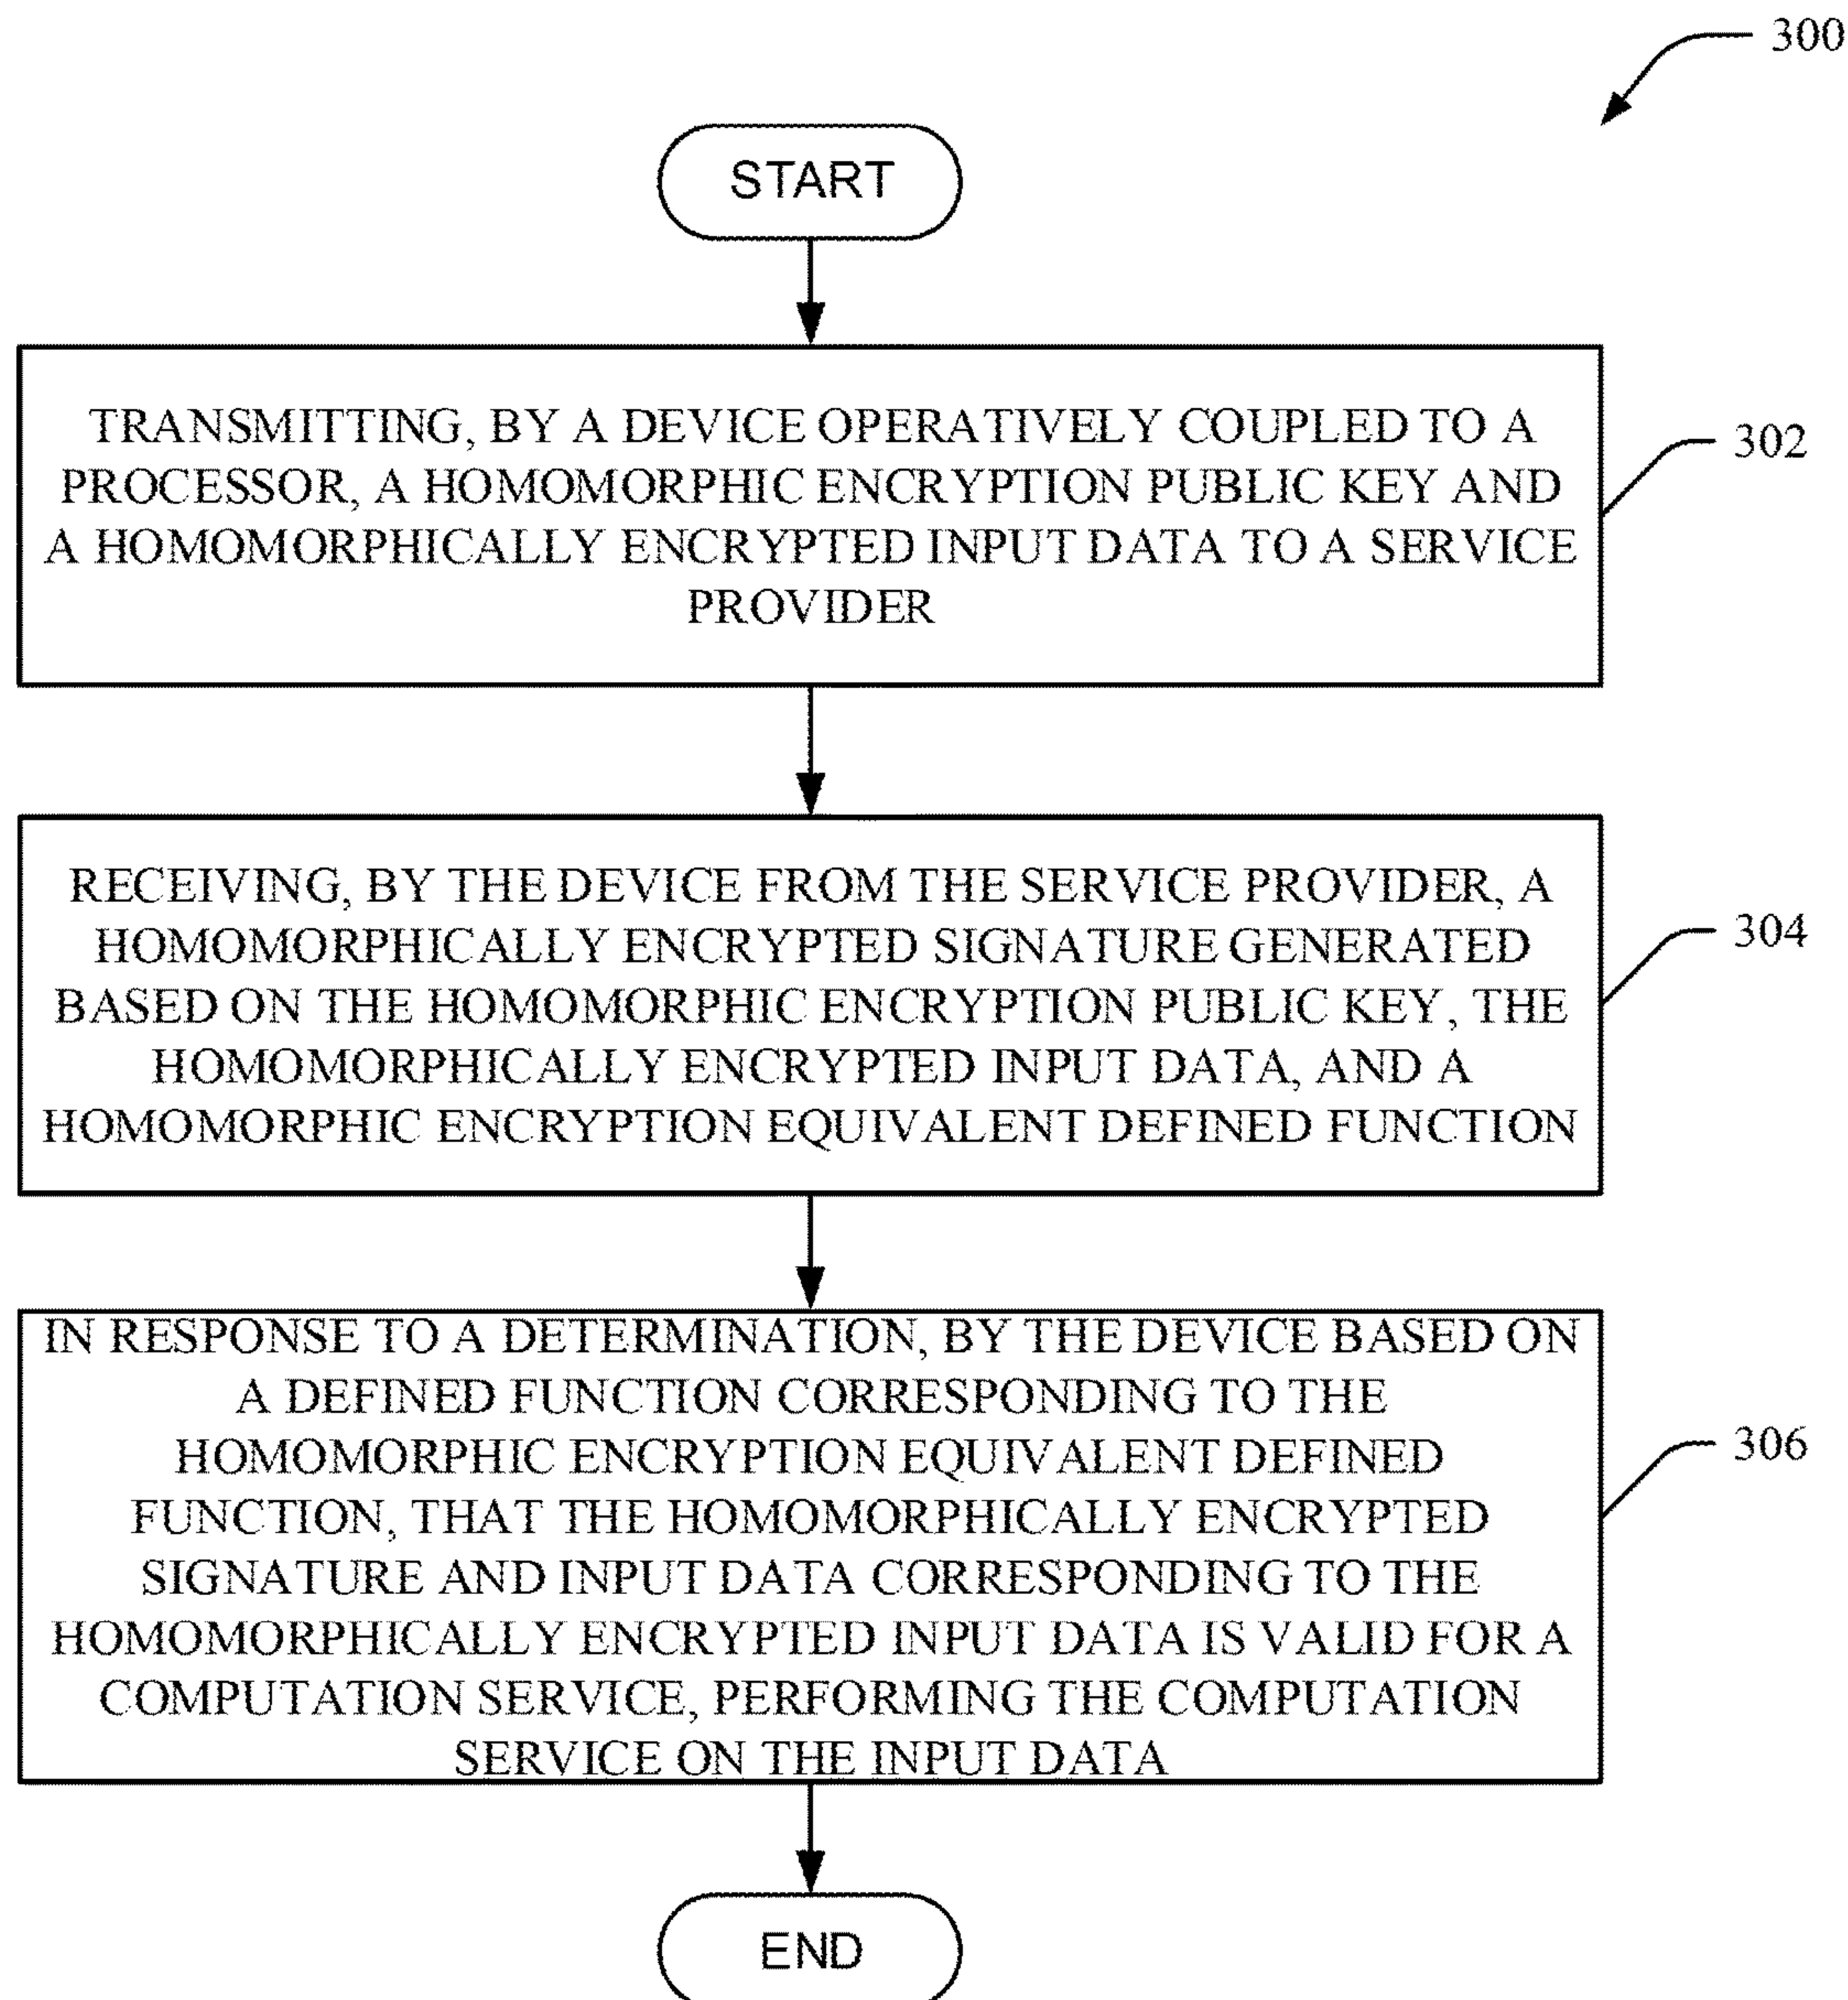 300
START
TRANSMITTING, BY A DEVICE OPERATIVELY COUPLED TO A
PROCESSOR, A HOMOMORPHIC ENCRYPTION PUBLIC KEY AND
A HOMOMORPHICALLY ENCRYPTED INPUT DATA TO A SERVICE
PROVIDER
302
RECEIVING, BY THE DEVICE FROM THE SERVICE PROVIDER, A
HOMOMORPHICALLY ENCRYPTED SIGNATURE GENERATED
BASED ON THE HOMOMORPHIC ENCRYPTION PUBLIC KEY, THE
HOMOMORPHICALLY ENCRYPTED INPUT DATA, AND A
HOMOMORPHIC ENCRYPTION EQUIVALENT DEFINED FUNCTION
304
IN RESPONSE TO A DETERMINATION, BY THE DEVICE BASED ON
A DEFINED FUNCTION CORRESPONDING TO THE
HOMOMORPHIC ENCRYPTION EQUIVALENT DEFINED
FUNCTION, THAT THE HOMOMORPHICALLY ENCRYPTED
SIGNATURE AND INPUT DATA CORRESPONDING TO THE
HOMOMORPHICALLY ENCRYPTED INPUT DATA IS VALID FOR A
COMPUTATION SERVICE, PERFORMING THE COMPUTATION
SERVICE ON THE INPUT DATA
306
END